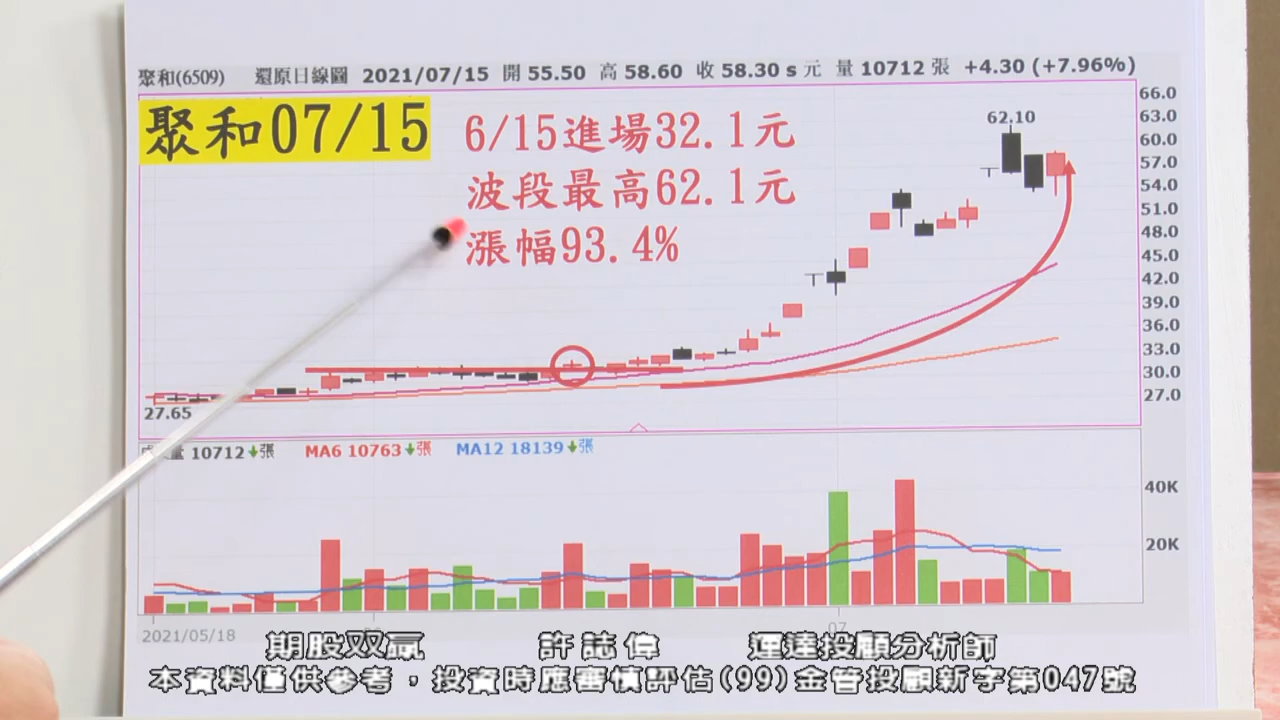 聚和(6509) 還原日線圖 2021/07/15 開 55.50 高 58.60 收 58.30 s 元 量 10712 張 +4.30 (+7.96%)
聚和07/15
6/15進場32.1元
波段最高62.1元
漲幅93.4%
62.10
66.0
63.0
60.0
57.0
54.0
51.0
48.0
45.0
42.0
39.0
36.0
33.0
30.0
27.0
27.65
量 10712↓張 MA6 10763↓張 MA12 18139↓張
40K
20K
2021/05/18
07
期股双贏 許誌偉 運達投顧分析師
本資料僅供參考，投資時應審慎評估(99)金管投顧新字第047號